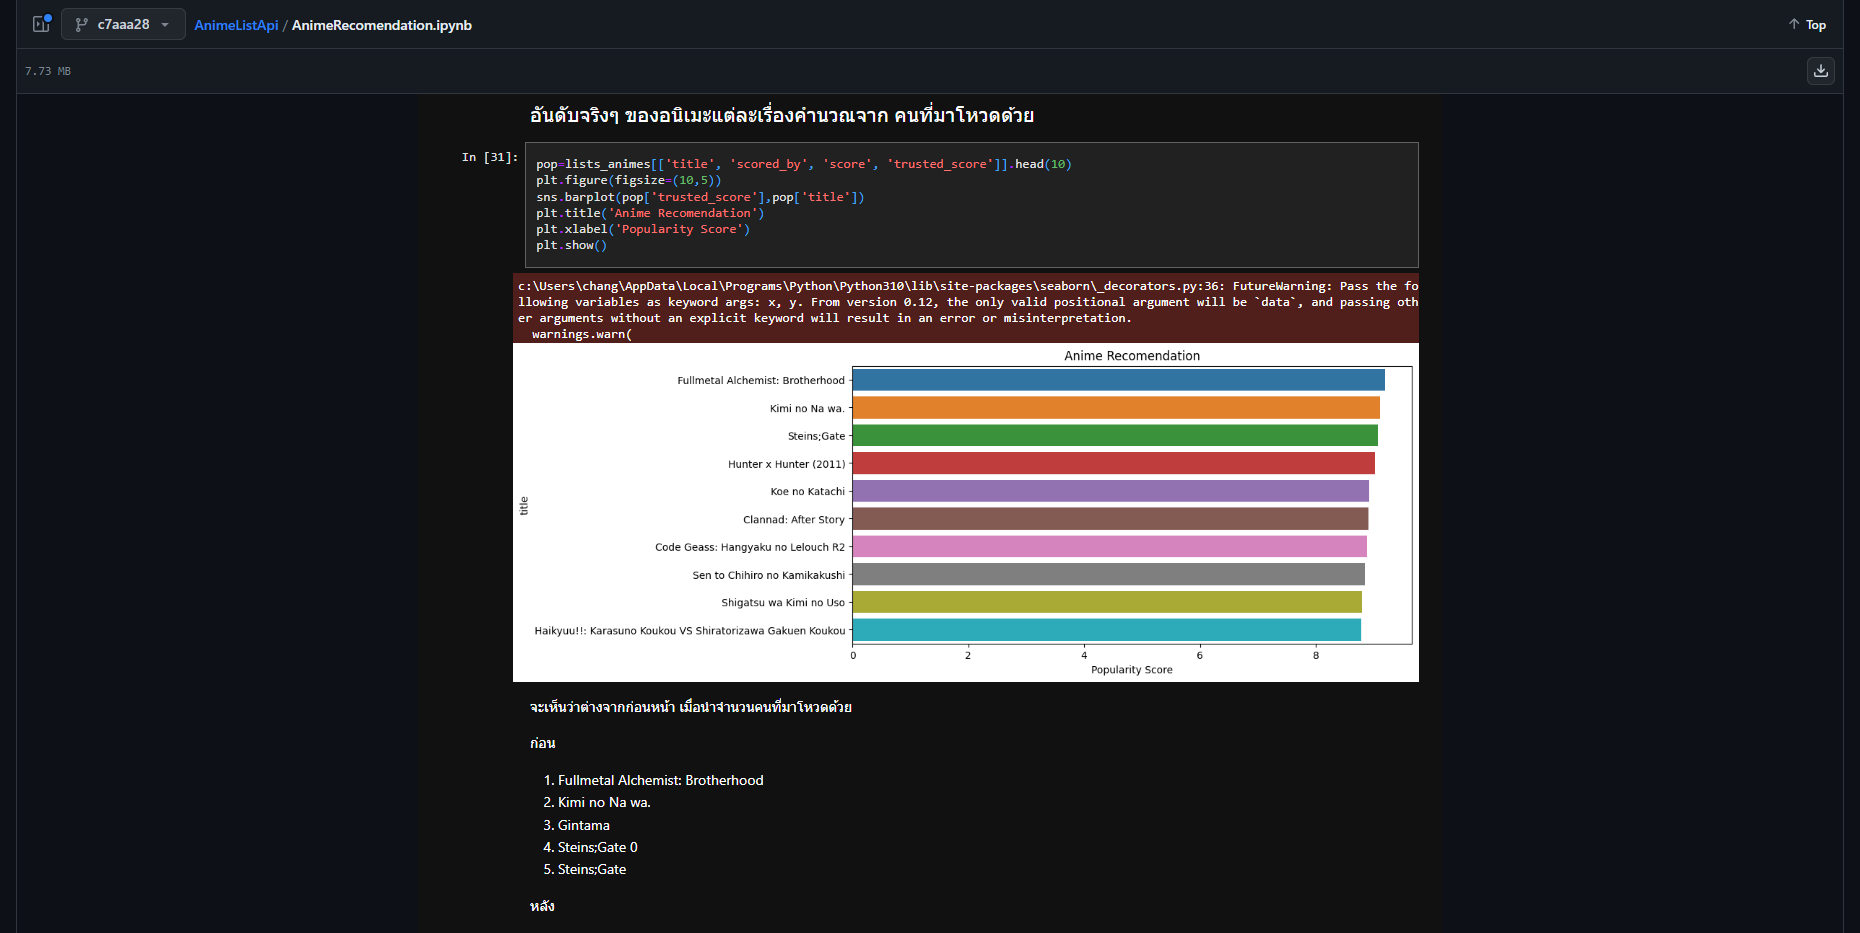 c7aaa28
AnimeListApi / AnimeRecomendation.ipynb
Top
7.73 MB
อันดับจริงๆ ของอนิเมะแต่ละเรื่องคำนวณจาก คนที่มาโหวดด้วย
In [31]:
pop=lists_animes[['title', 'scored_by', 'score', 'trusted_score']].head(10)
plt.figure(figsize=(10,5))
sns.barplot(pop['trusted_score'],pop['title'])
plt.title('Anime Recomendation')
plt.xlabel('Popularity Score')
plt.show()
c:\Users\chang\AppData\Local\Programs\Python\Python310\lib\site-packages\seaborn\_decorators.py:36: FutureWarning: Pass the fo
llowing variables as keyword args: x, y. From version 0.12, the only valid positional argument will be `data`, and passing oth
er arguments without an explicit keyword will result in an error or misinterpretation.
warnings.warn(
Anime Recomendation
Fullmetal Alchemist: Brotherhood
Kimi no Na wa.
Steins;Gate
Hunter x Hunter (2011)
Koe no Katachi
title
Clannad: After Story
Code Geass: Hangyaku no Lelouch R2
Sen to Chihiro no Kamikakushi
Shigatsu wa Kimi no Uso
Haikyuu!!: Karasuno Koukou VS Shiratorizawa Gakuen Koukou
0 2 4 6 8
Popularity Score
จะเห็นว่าต่างจากก่อนหน้า เมื่อนำจำนวนคนที่มาโหวดด้วย
ก่อน
1. Fullmetal Alchemist: Brotherhood
2. Kimi no Na wa.
3. Gintama
4. Steins;Gate 0
5. Steins;Gate
หลัง